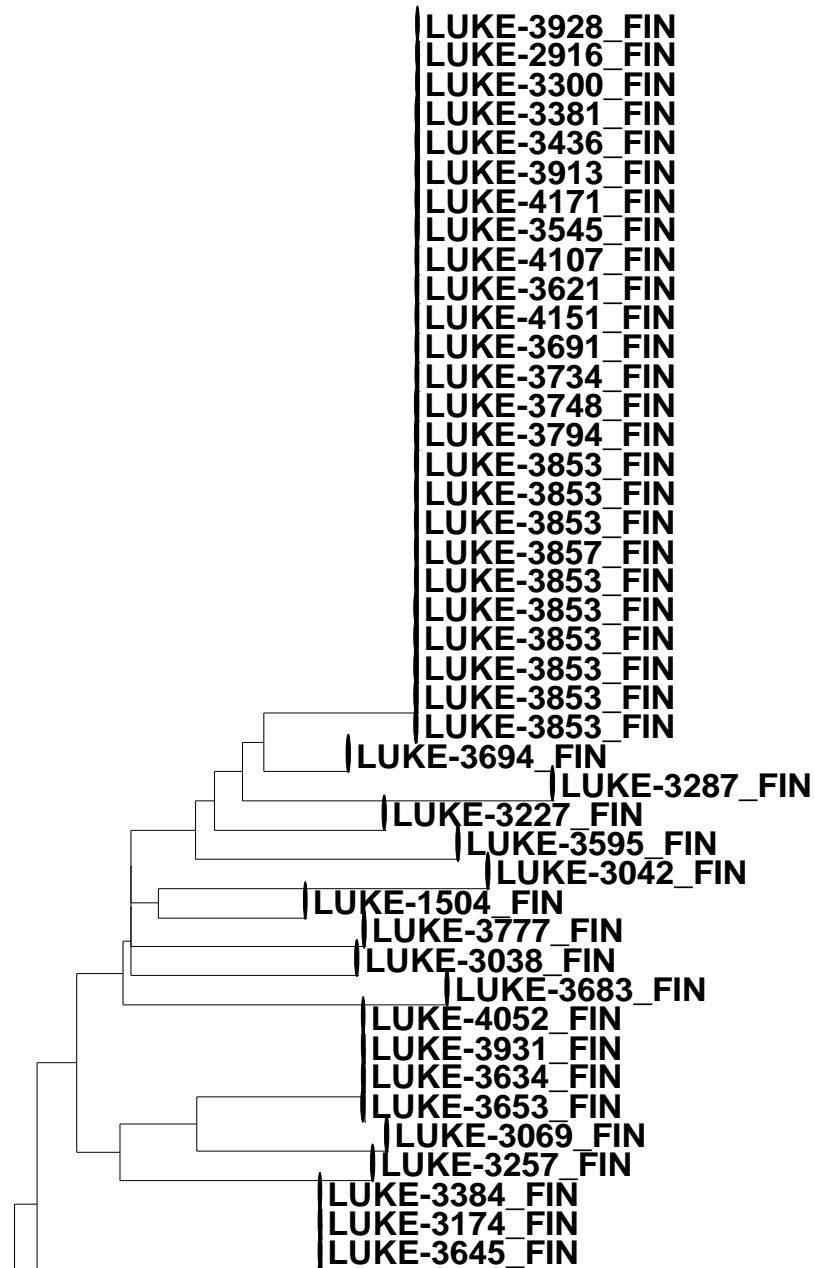 LUKE-3928_FIN
LUKE-2916_FIN
LUKE-3300_FIN
LUKE-3381_FIN
LUKE-3436_FIN
LUKE-3913_FIN
LUKE-4171_FIN
LUKE-3545_FIN
LUKE-4107_FIN
LUKE-3621_FIN
LUKE-4151_FIN
LUKE-3691_FIN
LUKE-3734_FIN
LUKE-3748_FIN
LUKE-3794_FIN
LUKE-3853_FIN
LUKE-3853_FIN
LUKE-3853_FIN
LUKE-3857_FIN
LUKE-3853_FIN
LUKE-3853_FIN
LUKE-3853_FIN
LUKE-3853_FIN
LUKE-3853_FIN
LUKE-3853_FIN
LUKE-3694_FIN
LUKE-3287_FIN
LUKE-3227_FIN
LUKE-3595_FIN
LUKE-3042_FIN
LUKE-1504_FIN
LUKE-3777_FIN
LUKE-3038_FIN
LUKE-3683_FIN
LUKE-4052_FIN
LUKE-3931_FIN
LUKE-3634_FIN
LUKE-3653_FIN
LUKE-3069_FIN
LUKE-3257_FIN
LUKE-3384_FIN
LUKE-3174_FIN
LUKE-3645_FIN